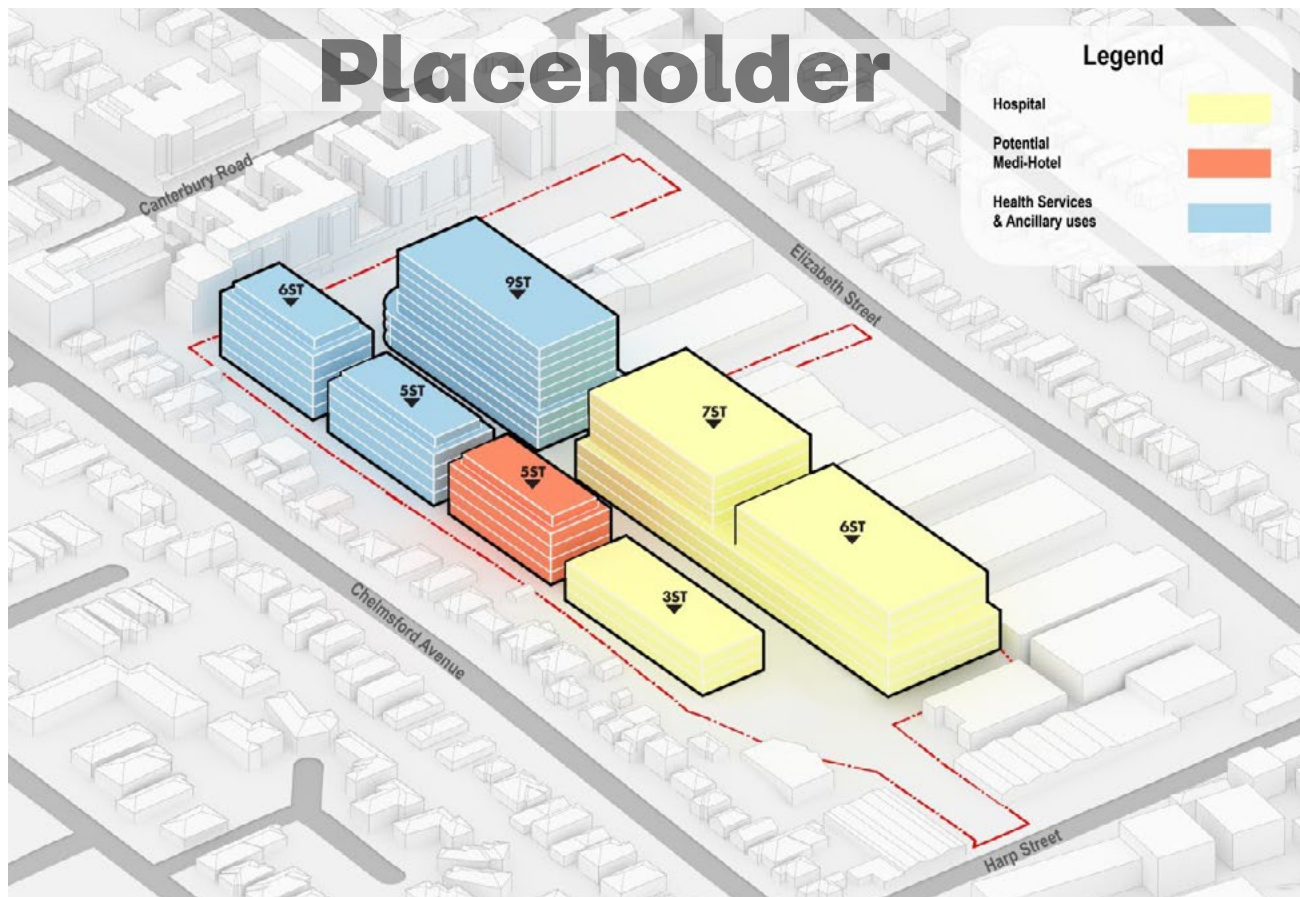 Placeholder
Legend
Hospital
Potential
Medi-Hotel
Health Services
& Ancillary uses
Canterbury Road
Elizabeth Street
6ST
9ST
5ST
7ST
5ST
6ST
3ST
Chelmsford Avenue
Harp Street